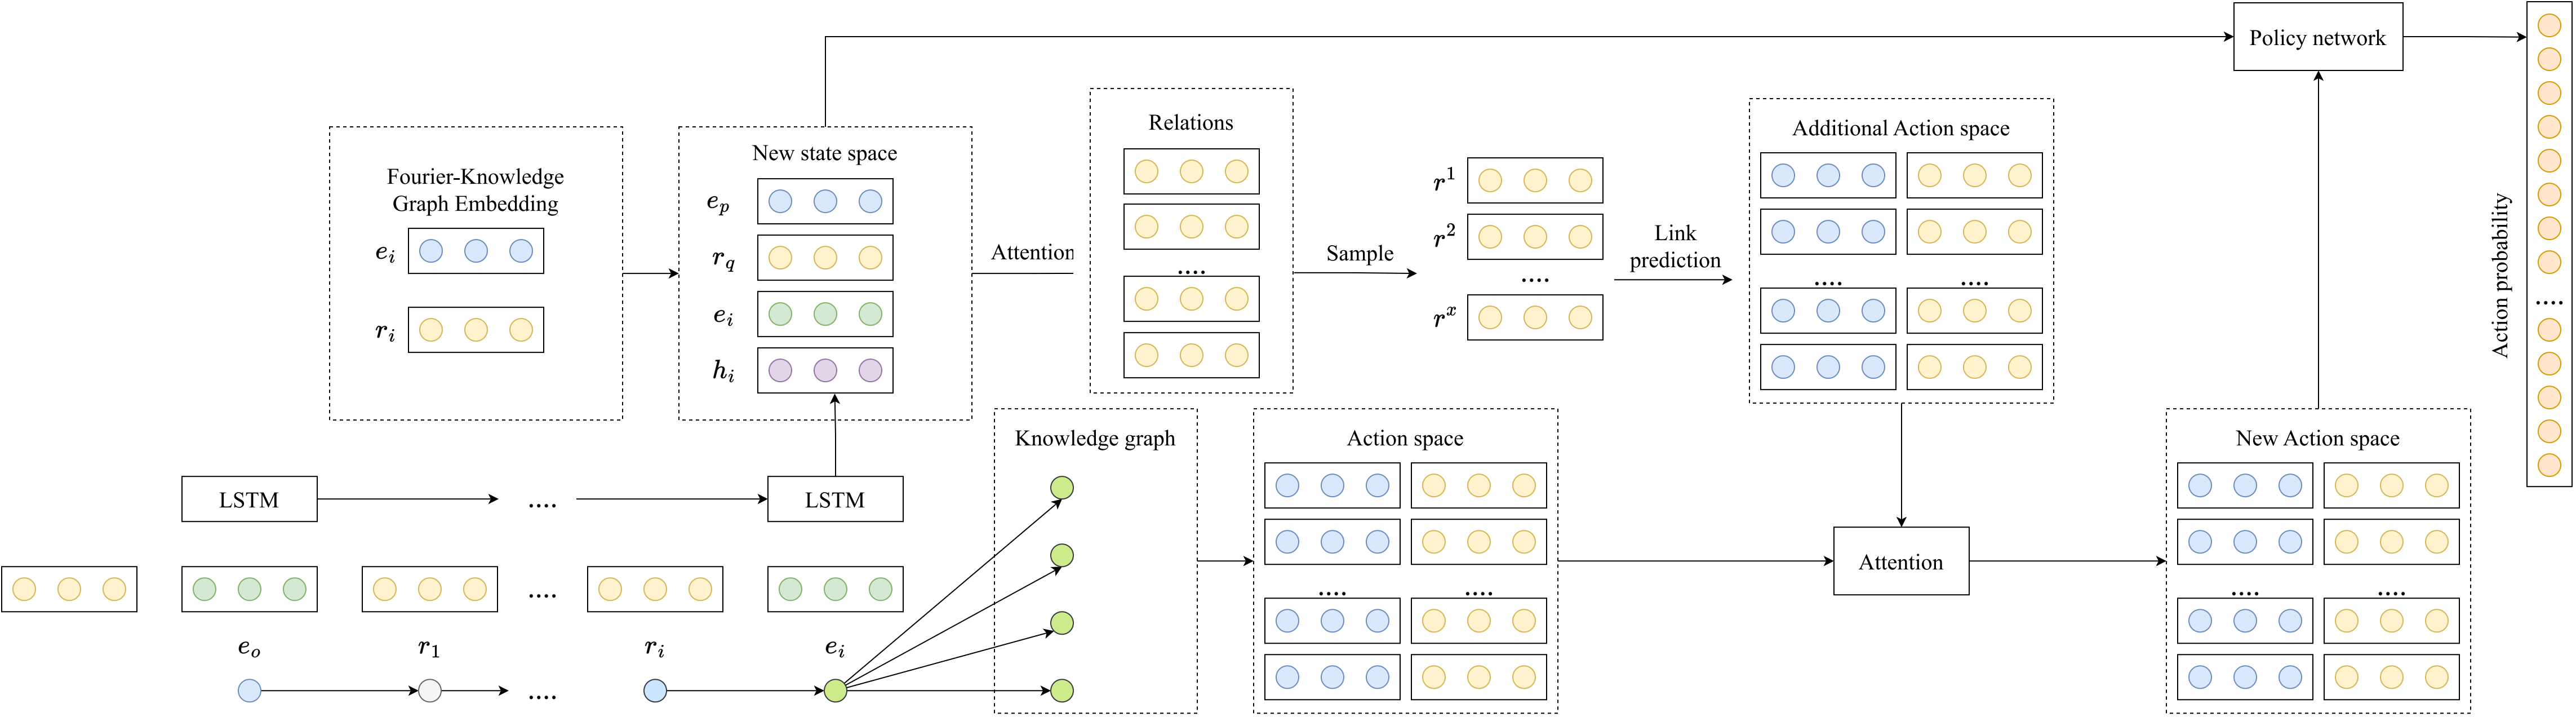 Policy network
Relations
Additional Action space
New state space
Fourier-Knowledge
Graph Embedding
e_p
r^1
e_i
r_q
Attention
Sample
r^2
Link
prediction
....
....
....
....
Action probability
....
r_i
e_i
r^x
h_i
Knowledge graph
Action space
New Action space
LSTM
....
LSTM
Attention
....
....
....
....
....
e_o
r_1
r_i
e_i
....